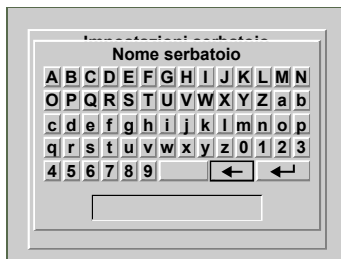 Impostazioni serbatoio
Nome serbatoio
A B C D E F G H I J K L M N
O P Q R S T U V W X Y Z a b
c d e f g h i j k l m n o p
q r s t u v w x y z 0 1 2 3
4 5 6 7 8 9